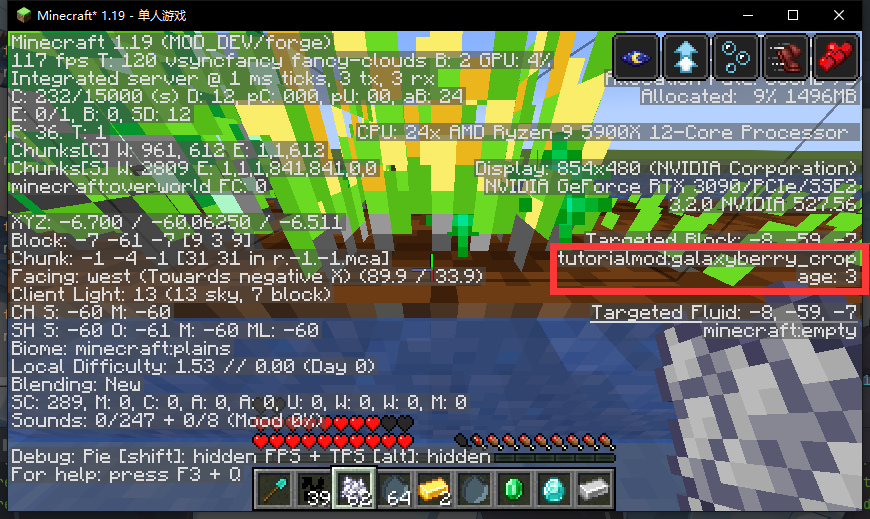 Minecraft* 1.19 - 单人游戏
Minecraft 1.19 (MOD_DEV/forge)
117 fps T: 120 vsyncfancy fancy-clouds B: 2 GPU: 4%
Integrated server @ 1 ms ticks, 3 tx, 3 rx
C: 232/15000 (s) D: 12, pC: 000, pU: 00, aB: 24
E: 0/1, B: 0, SD: 12
P: 36. T: 1
Chunks[C] W: 961, 612 E: 1,1,612
Chunks[S] W: 2809 E: 1,1,1,841,841,0,0
minecraft:overworld FC: 0
XYZ: -6.700 / -60.06250 / -6.511
Block: -7 -61 -7 [9 3 9]
Chunk: -1 -4 -1 [31 31 in r.-1.-1.mca]
Facing: west (Towards negative X) (89.9 / 33.9)
Client Light: 13 (13 sky, 7 block)
CH S: -60 M: -60
SH S: -60 O: -61 M: -60 ML: -60
Biome: minecraft:plains
Local Difficulty: 1.53 // 0.00 (Day 0)
Blending: New
SC: 289, M: 0, C: 0, A: 0, A: 0, U: 0, W: 0, W: 0, M: 0
Sounds: 0/247 + 0/8 (Mood 0%)
Debug: Pie [shift]: hidden FPS + TPS [alt]: hidden
For help: press F3 + Q
Allocated: 9% 1496MB
CPU: 24x AMD Ryzen 9 5900X 12-Core Processor
Display: 854x480 (NVIDIA Corporation)
NVIDIA GeForce RTX 3090/PCIe/SSE2
3.2.0 NVIDIA 527.56
Targeted Block: -8, -59, -7
tutorialmod:galaxyberry_crop
age: 3
Targeted Fluid: -8, -59, -7
minecraft:empty
39
62
64
2